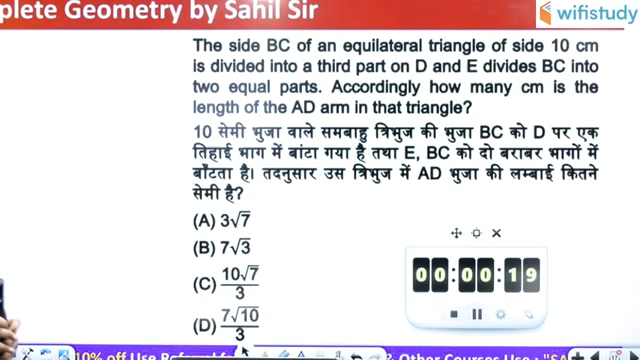 plete Geometry by Sahil Sir
wifistudy
The side BC of an equilateral triangle of side 10 cm
is divided into a third part on D and E divides BC into
two equal parts. Accordingly how many cm is the
length of the AD arm in that triangle?
10 सेमी भुजा वाले समबाहु त्रिभुज की भुजा BC को D पर एक
तिहाई भाग में बांटा गया है तथा E, BC को दो बराबर भागों में
बाँटता है। तदनुसार उस त्रिभुज में AD भुजा की लम्बाई कितने
सेमी है?
(A) 3√7
(B) 7√3
(C) 10√7/3
(D) 7√10/3
00:00:19
10% off Use
Other Courses Use : "SA